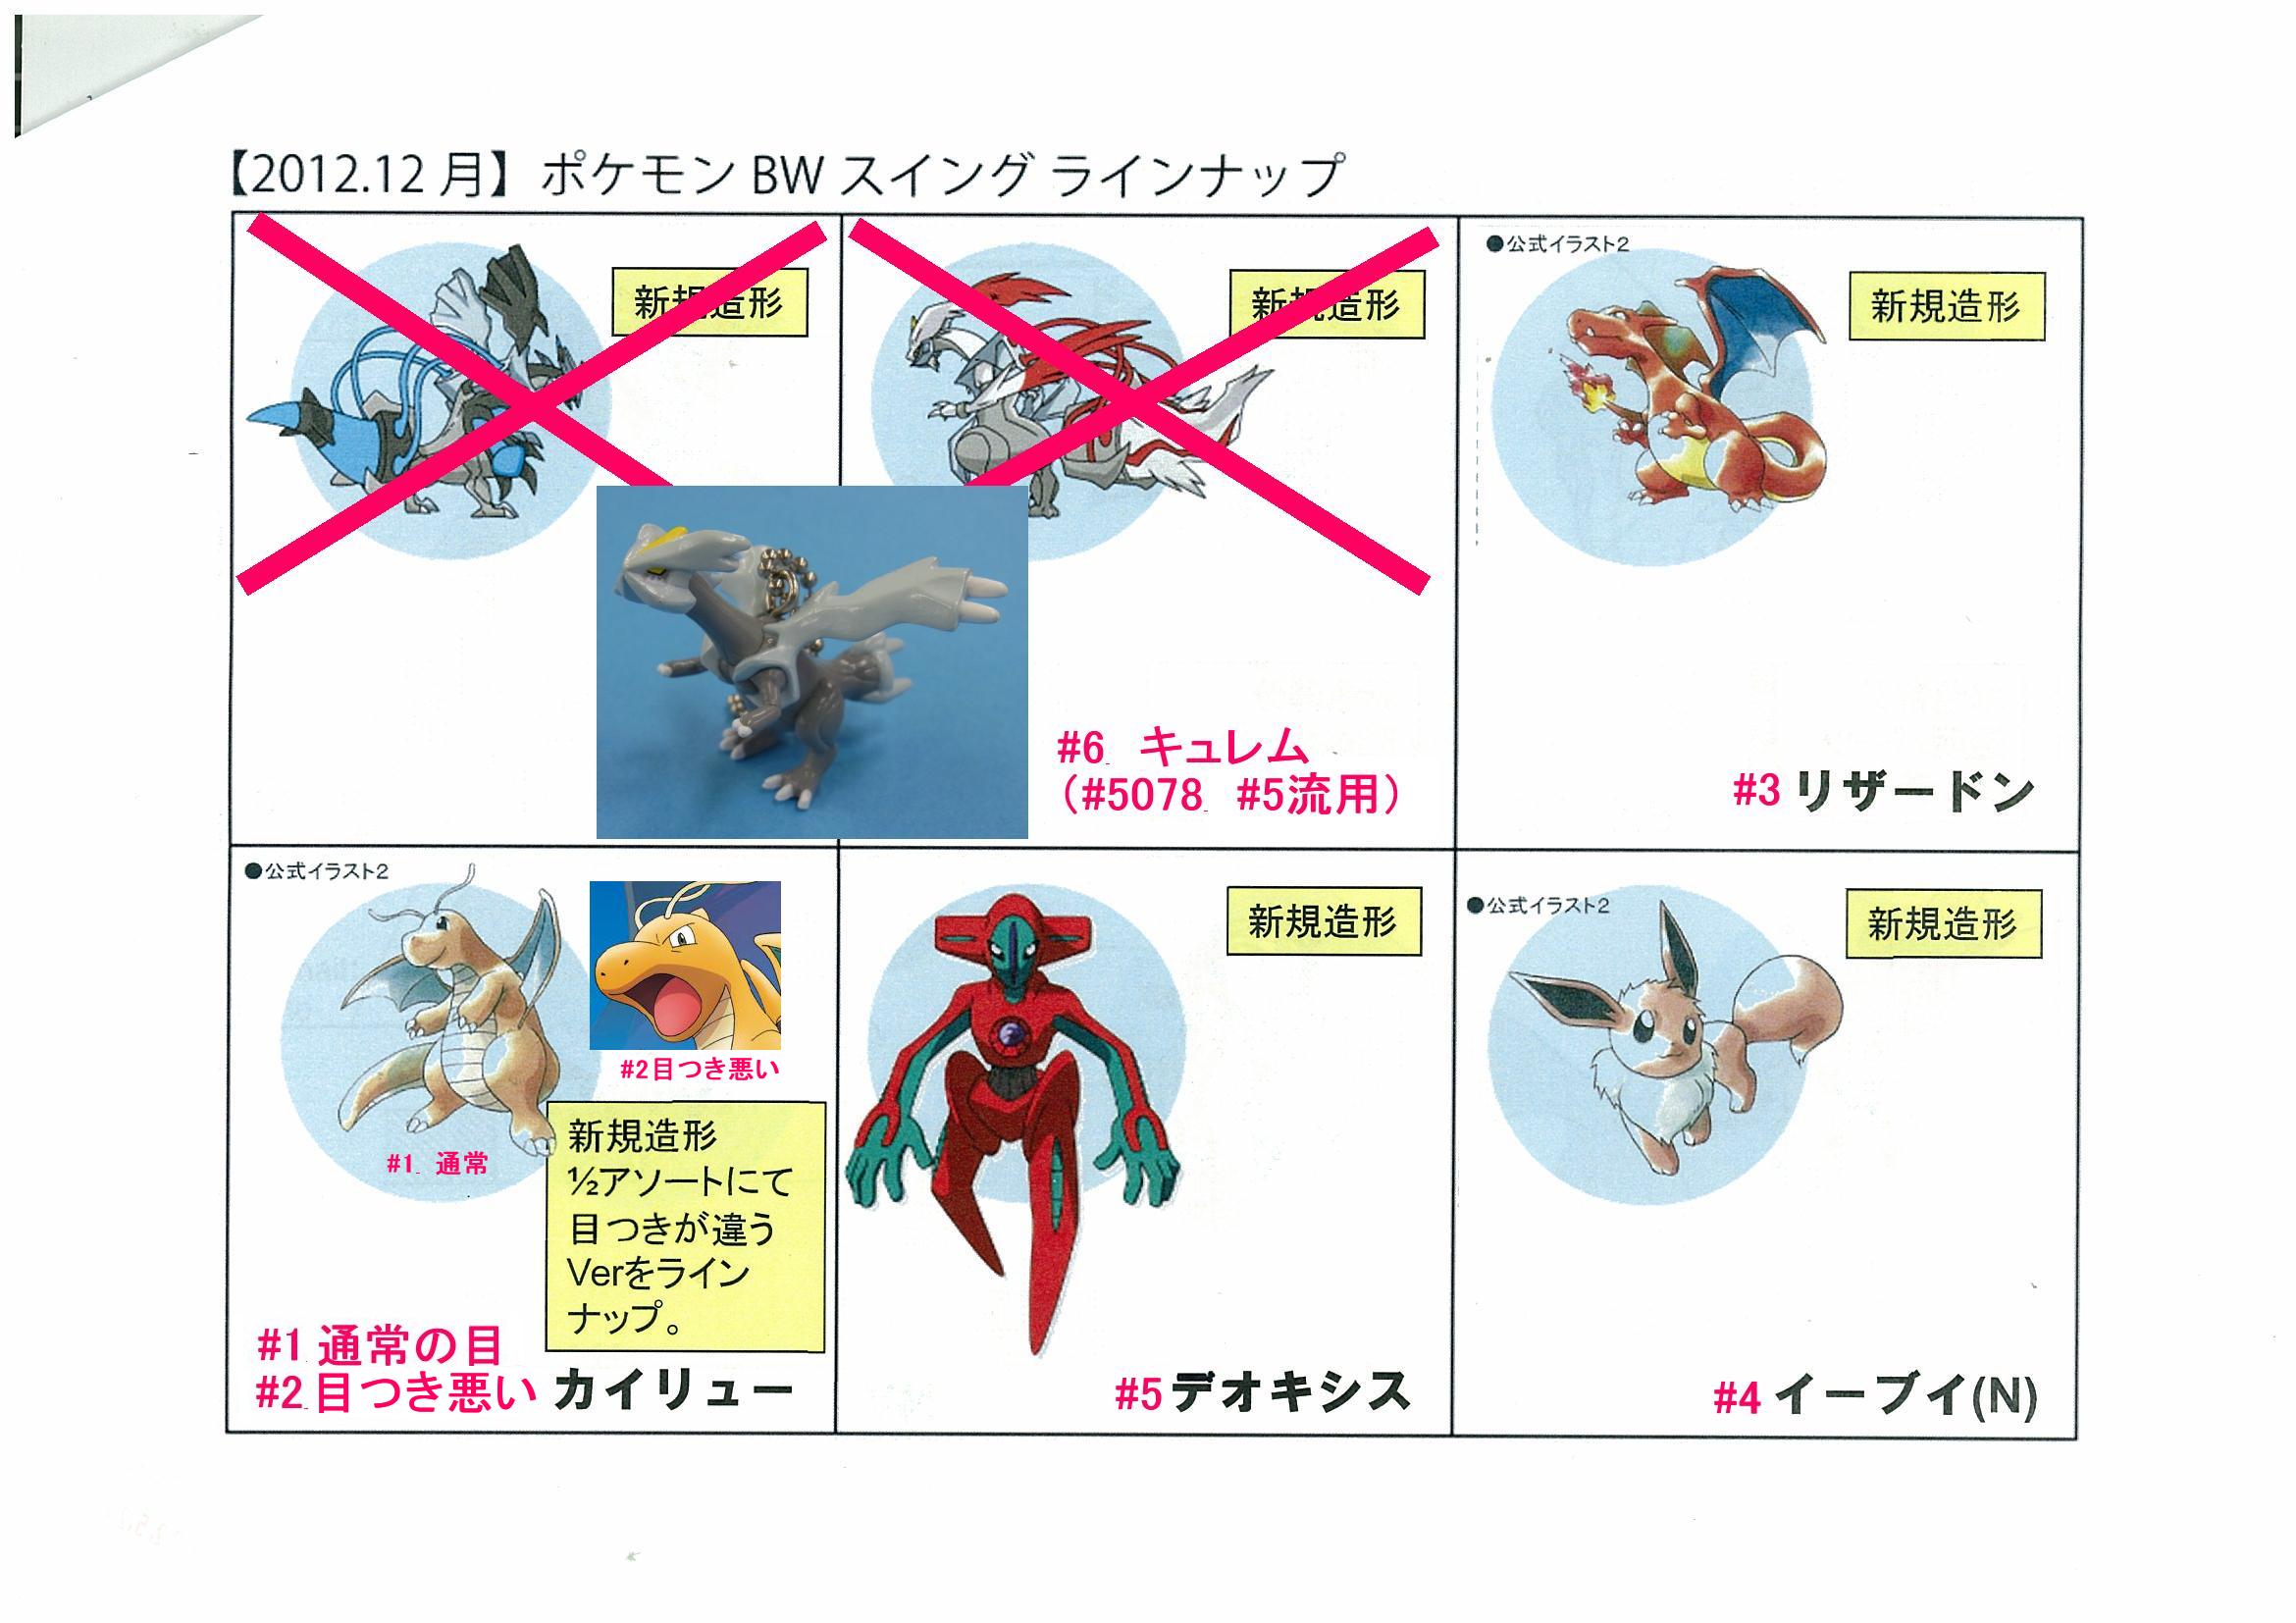 【2012.12 月】 ポケモン BW スイング ラインナップ
新規造形
新規造形
●公式イラスト2
新規造形
#6 キュレム
(#5078 #5流用)
#3 リザードン
●公式イラスト2
#2目つき悪い
#1 通常
新規造形
½アソートにて
目つきが違う
Verをライン
ナップ。
#1 通常の目
#2 目つき悪い カイリュー
新規造形
#5 デオキシス
●公式イラスト2
新規造形
#4 イーブイ(N)